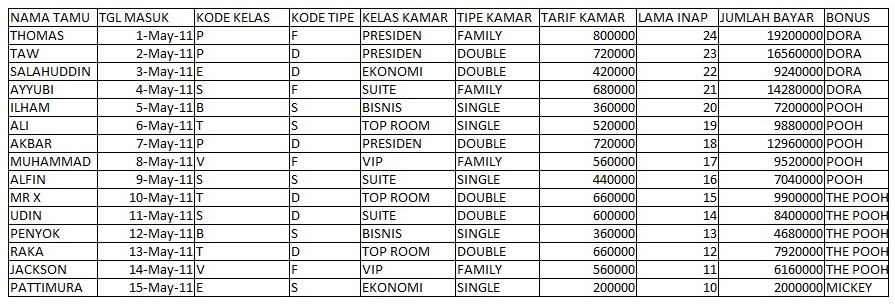 NAMA TAMU TGL MASUK KODE KELAS KODE TIPE KELAS KAMAR TIPE KAMAR TARIF KAMAR LAMA INAP JUMLAH BAYAR BONUS
THOMAS 1-May-11 P F PRESIDEN FAMILY 800000 24 19200000 DORA
TAW 2-May-11 P D PRESIDEN DOUBLE 720000 23 16560000 DORA
SALAHUDDIN 3-May-11 E D EKONOMI DOUBLE 420000 22 9240000 DORA
AYYUBI 4-May-11 S F SUITE FAMILY 680000 21 14280000 DORA
ILHAM 5-May-11 B S BISNIS SINGLE 360000 20 7200000 POOH
ALI 6-May-11 T S TOP ROOM SINGLE 520000 19 9880000 POOH
AKBAR 7-May-11 P D PRESIDEN DOUBLE 720000 18 12960000 POOH
MUHAMMAD 8-May-11 V F VIP FAMILY 560000 17 9520000 POOH
ALFIN 9-May-11 S S SUITE SINGLE 440000 16 7040000 POOH
MR X 10-May-11 T D TOP ROOM DOUBLE 660000 15 9900000 THE POOH
UDIN 11-May-11 S D SUITE DOUBLE 600000 14 8400000 THE POOH
PENYOK 12-May-11 B S BISNIS SINGLE 360000 13 4680000 THE POOH
RAKA 13-May-11 T D TOP ROOM DOUBLE 660000 12 7920000 THE POOH
JACKSON 14-May-11 V F VIP FAMILY 560000 11 6160000 THE POOH
PATTIMURA 15-May-11 E S EKONOMI SINGLE 200000 10 2000000 MICKEY